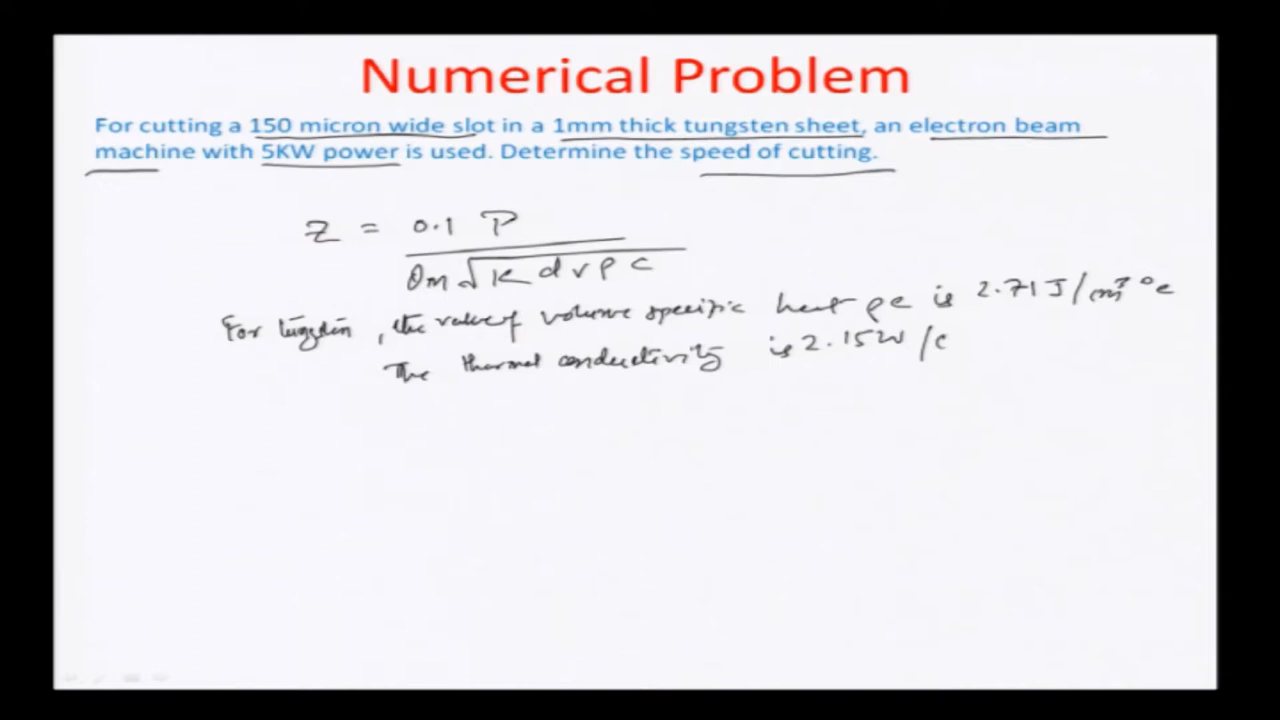 Numerical Problem
For cutting a 150 micron wide slot in a 1mm thick tungsten sheet, an electron beam
machine with 5KW power is used. Determine the speed of cutting.
Z = 0.1 P
θm √k d v ρ c
For tungsten, the value of volume specific heat ρc is 2.71 J/cm³ °c
The thermal conductivity is 2.15 W/c